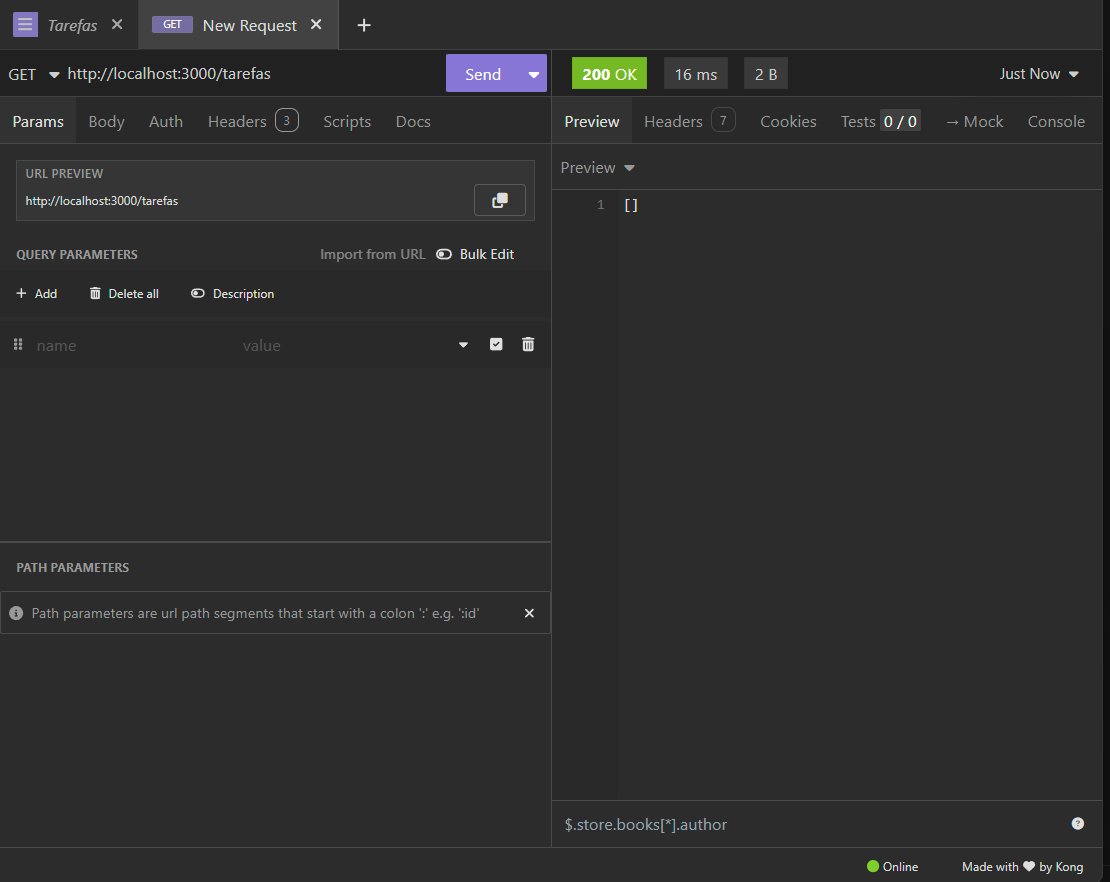 Tarefas
GET New Request
GET http://localhost:3000/tarefas Send
200 OK 16 ms 2 B Just Now
Params Body Auth Headers 3 Scripts Docs
Preview Headers 7 Cookies Tests 0 / 0 → Mock Console
URL PREVIEW
http://localhost:3000/tarefas
Preview
1 []
QUERY PARAMETERS Import from URL Bulk Edit
+ Add Delete all Description
name value
PATH PARAMETERS
Path parameters are url path segments that start with a colon ':' e.g. ':id'
$.store.books[*].author
Online Made with ♥ by Kong